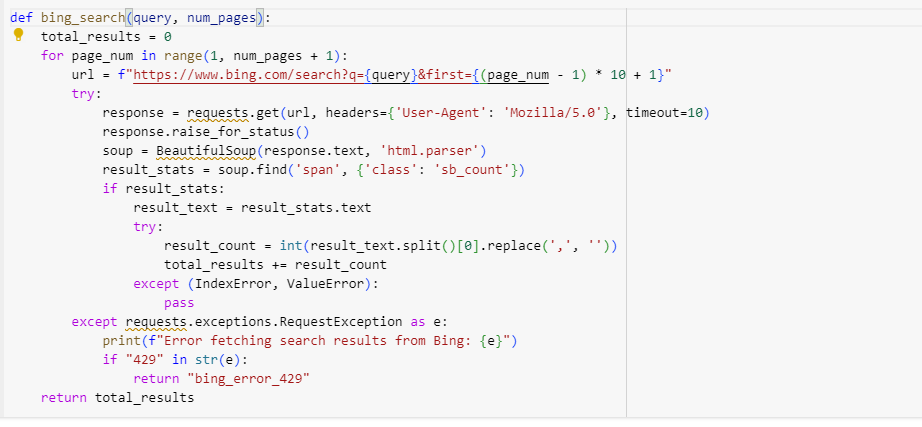 def bing_search(query, num_pages):
    total_results = 0
    for page_num in range(1, num_pages + 1):
        url = f"https://www.bing.com/search?q={query}&first={(page_num - 1) * 10 + 1}"
        try:
            response = requests.get(url, headers={'User-Agent': 'Mozilla/5.0'}, timeout=10)
            response.raise_for_status()
            soup = BeautifulSoup(response.text, 'html.parser')
            result_stats = soup.find('span', {'class': 'sb_count'})
            if result_stats:
                result_text = result_stats.text
                try:
                    result_count = int(result_text.split()[0].replace(',', ''))
                    total_results += result_count
                except (IndexError, ValueError):
                    pass
        except requests.exceptions.RequestException as e:
            print(f"Error fetching search results from Bing: {e}")
            if "429" in str(e):
                return "bing_error_429"
    return total_results